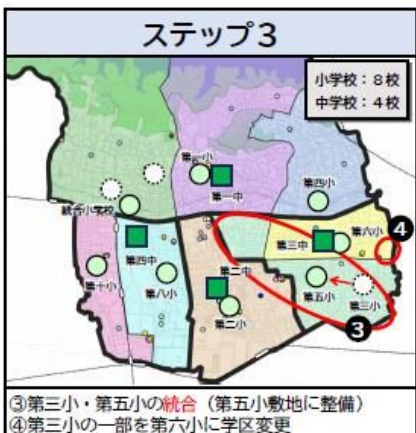 ステップ3
小学校：8校
中学校：4校
第一小
第一中
第四小
統合小学校
第六小
第三中
④
第四中
第二中
第十小
第八小
第五小
第三小
第二小
③
③第三小・第五小の統合（第五小敷地に整備）
④第三小の一部を第六小に学区変更